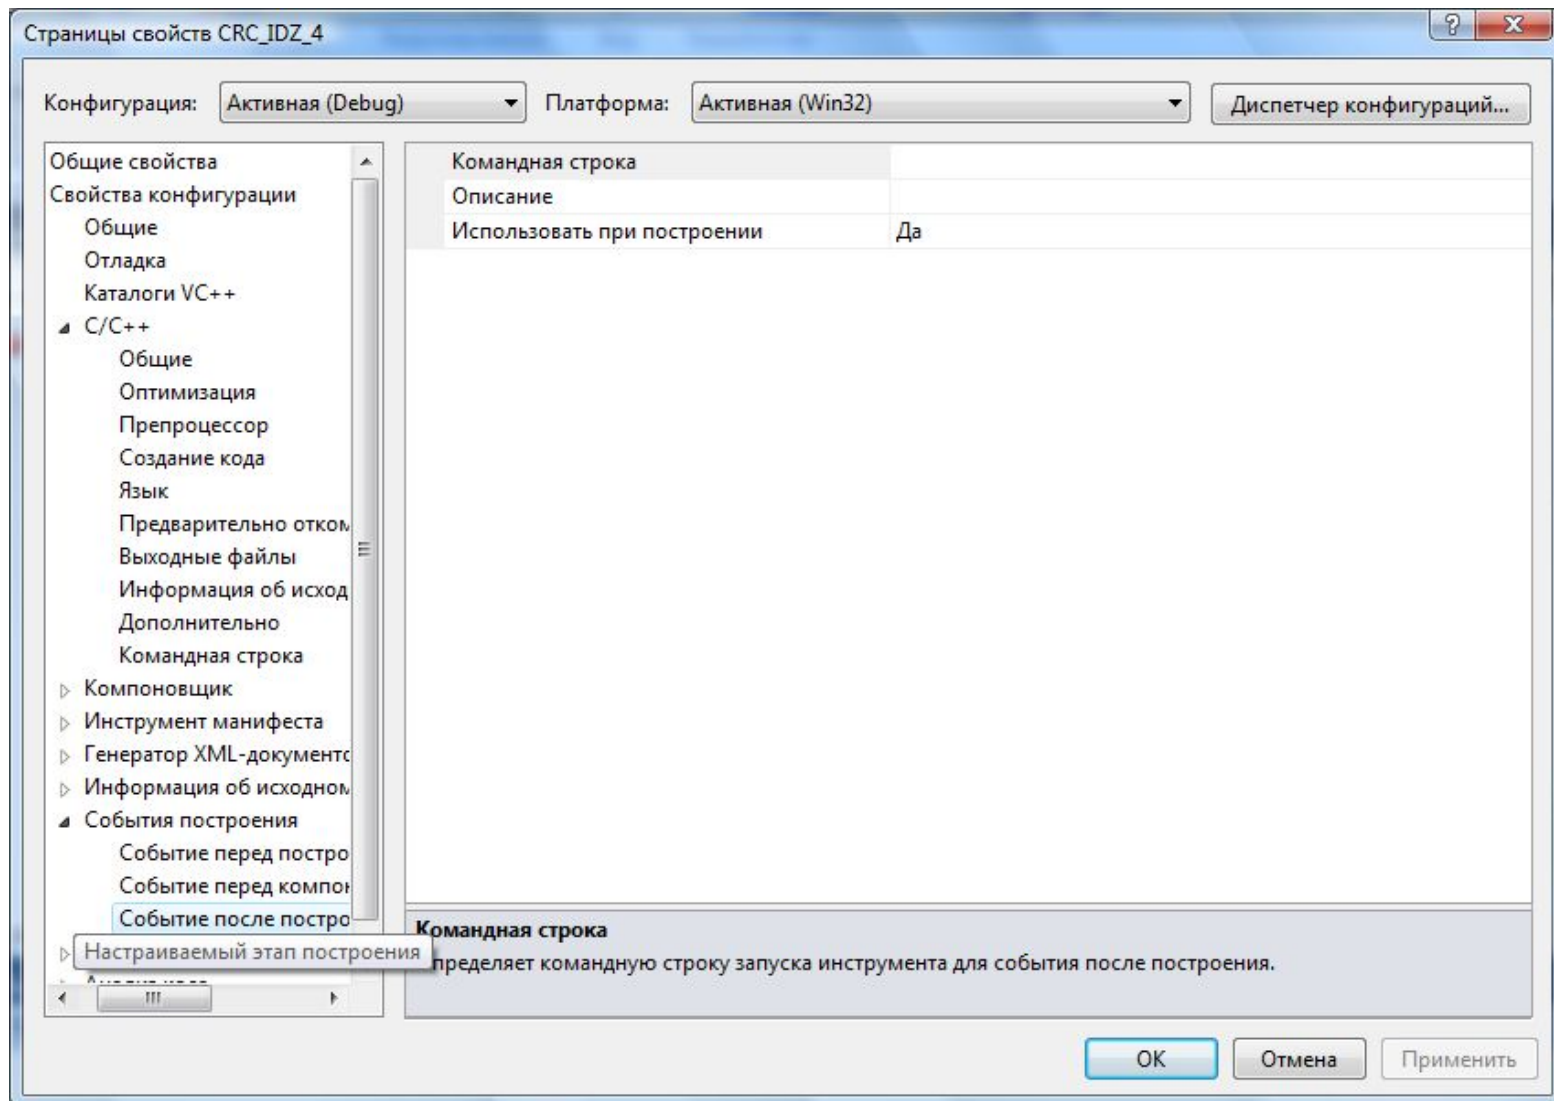 Страницы свойств CRC_IDZ_4
Конфигурация: Активная (Debug) Платформа: Активная (Win32) Диспетчер конфигураций...
Общие свойства
Свойства конфигурации
Общие
Отладка
Каталоги VC++
C/C++
Общие
Оптимизация
Препроцессор
Создание кода
Язык
Предварительно отком
Выходные файлы
Информация об исход
Дополнительно
Командная строка
Компоновщик
Инструмент манифеста
Генератор XML-документо
Информация об исходном
События построения
Событие перед постро
Событие перед компон
Событие после постро
Настраиваемый этап построения
Командная строка
Описание
Использовать при построении Да
Командная строка
пределяет командную строку запуска инструмента для события после построения.
OK Отмена Применить